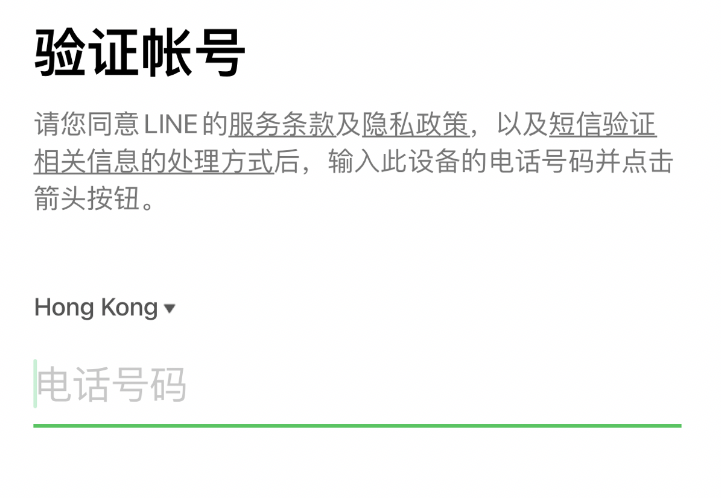 验证帐号
请您同意 LINE 的服务条款及隐私政策，以及短信验证
相关信息的处理方式后，输入此设备的电话号码并点击
箭头按钮。
Hong Kong ▾
电话号码